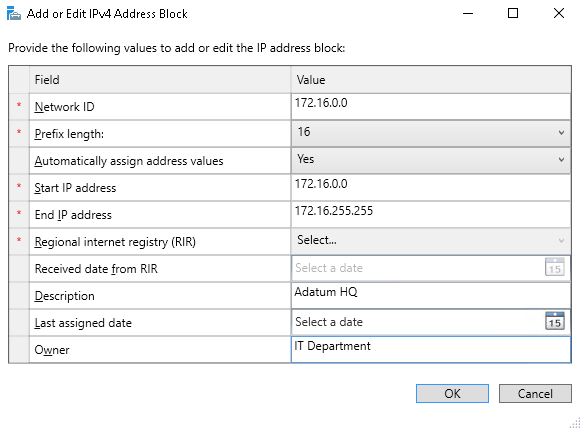 Add or Edit IPv4 Address Block
Provide the following values to add or edit the IP address block:
Field Value
* Network ID 172.16.0.0
* Prefix length: 16
Automatically assign address values Yes
* Start IP address 172.16.0.0
* End IP address 172.16.255.255
* Regional internet registry (RIR) Select...
Received date from RIR Select a date 15
Description Adatum HQ
Last assigned date Select a date 15
Owner IT Department
OK Cancel